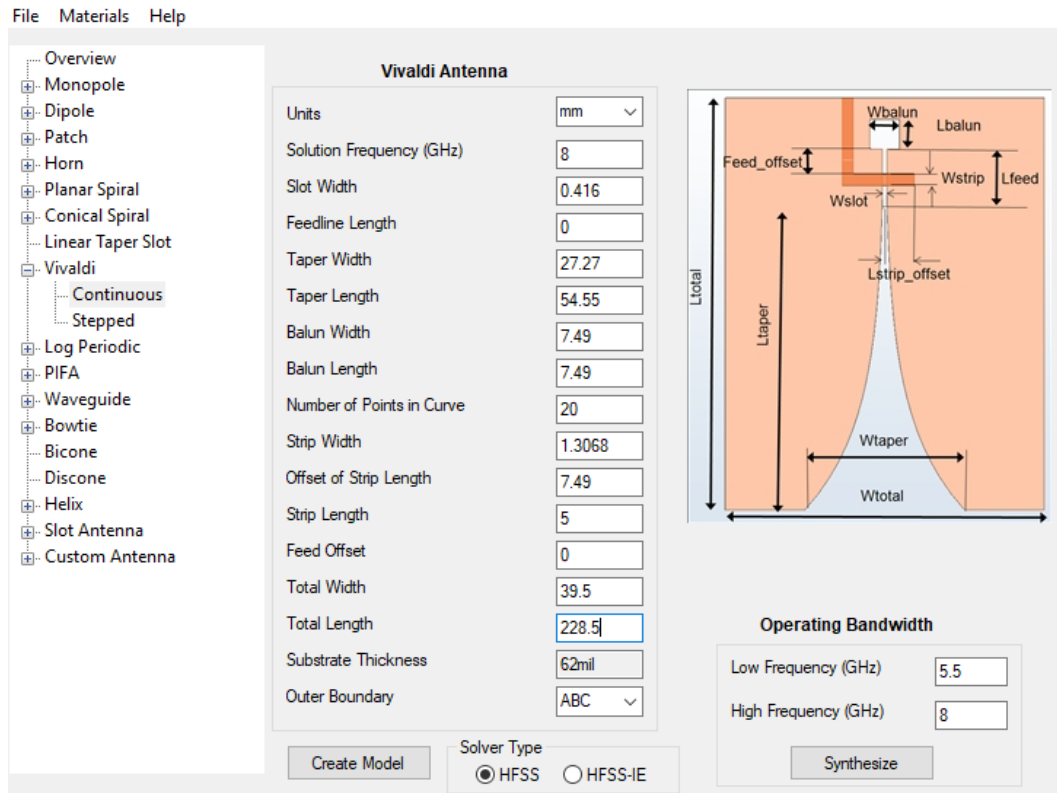 File Materials Help
Overview
Monopole
Dipole
Patch
Horn
Planar Spiral
Conical Spiral
Linear Taper Slot
Vivaldi
Continuous
Stepped
Log Periodic
PIFA
Waveguide
Bowtie
Bicone
Discone
Helix
Slot Antenna
Custom Antenna
Vivaldi Antenna
Units mm
Solution Frequency (GHz) 8
Slot Width 0.416
Feedline Length 0
Taper Width 27.27
Taper Length 54.55
Balun Width 7.49
Balun Length 7.49
Number of Points in Curve 20
Strip Width 1.3068
Offset of Strip Length 7.49
Strip Length 5
Feed Offset 0
Total Width 39.5
Total Length 228.5
Substrate Thickness 62mil
Outer Boundary ABC
Create Model
Solver Type
HFSS HFSS-IE
Wbalun
Lbalun
Feed_offset
Wstrip Lfeed
Wslot
Lstrip_offset
Ltotal
Ltaper
Wtaper
Wtotal
Operating Bandwidth
Low Frequency (GHz) 5.5
High Frequency (GHz) 8
Synthesize